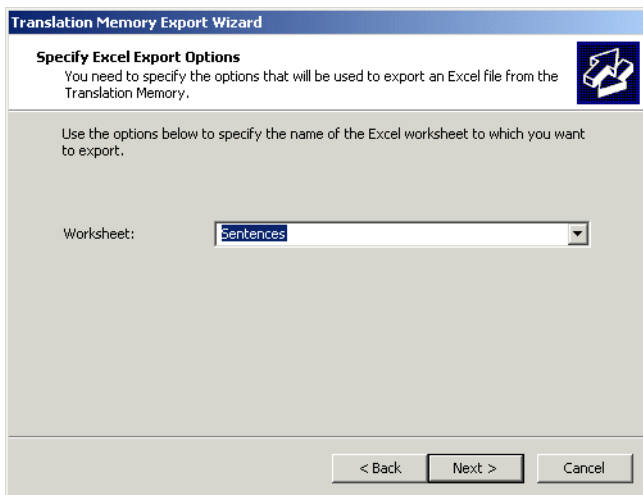 Translation Memory Export Wizard
Specify Excel Export Options
You need to specify the options that will be used to export an Excel file from the
Translation Memory.
Use the options below to specify the name of the Excel worksheet to which you want
to export.
Worksheet: Sentences
< Back Next > Cancel